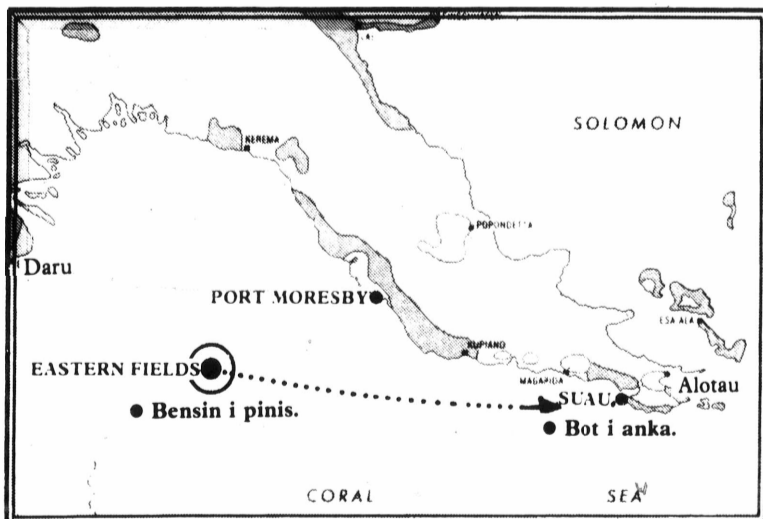 SOLOMON
KEREMA
POPONDETTA
Daru
PORT MORESBY
ESA'ALA
KUPIANO
EASTERN FIELDS
MAGARIDA
Alotau
SUAU
Bensin i pinis.
Bot i anka.
CORAL SEA